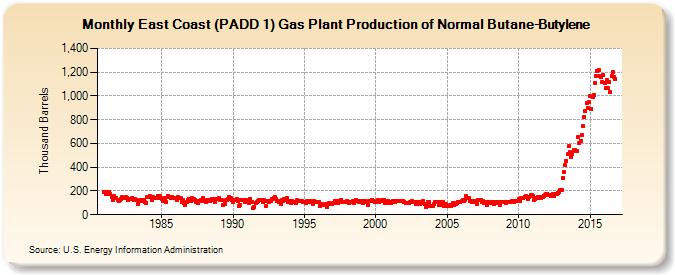 Monthly East Coast (PADD 1) Gas Plant Production of Normal Butane-Butylene
Thousand Barrels
1,400
1,200
1,000
800
600
400
200
0
1985 1990 1995 2000 2005 2010 2015
Source: U.S. Energy Information Administration